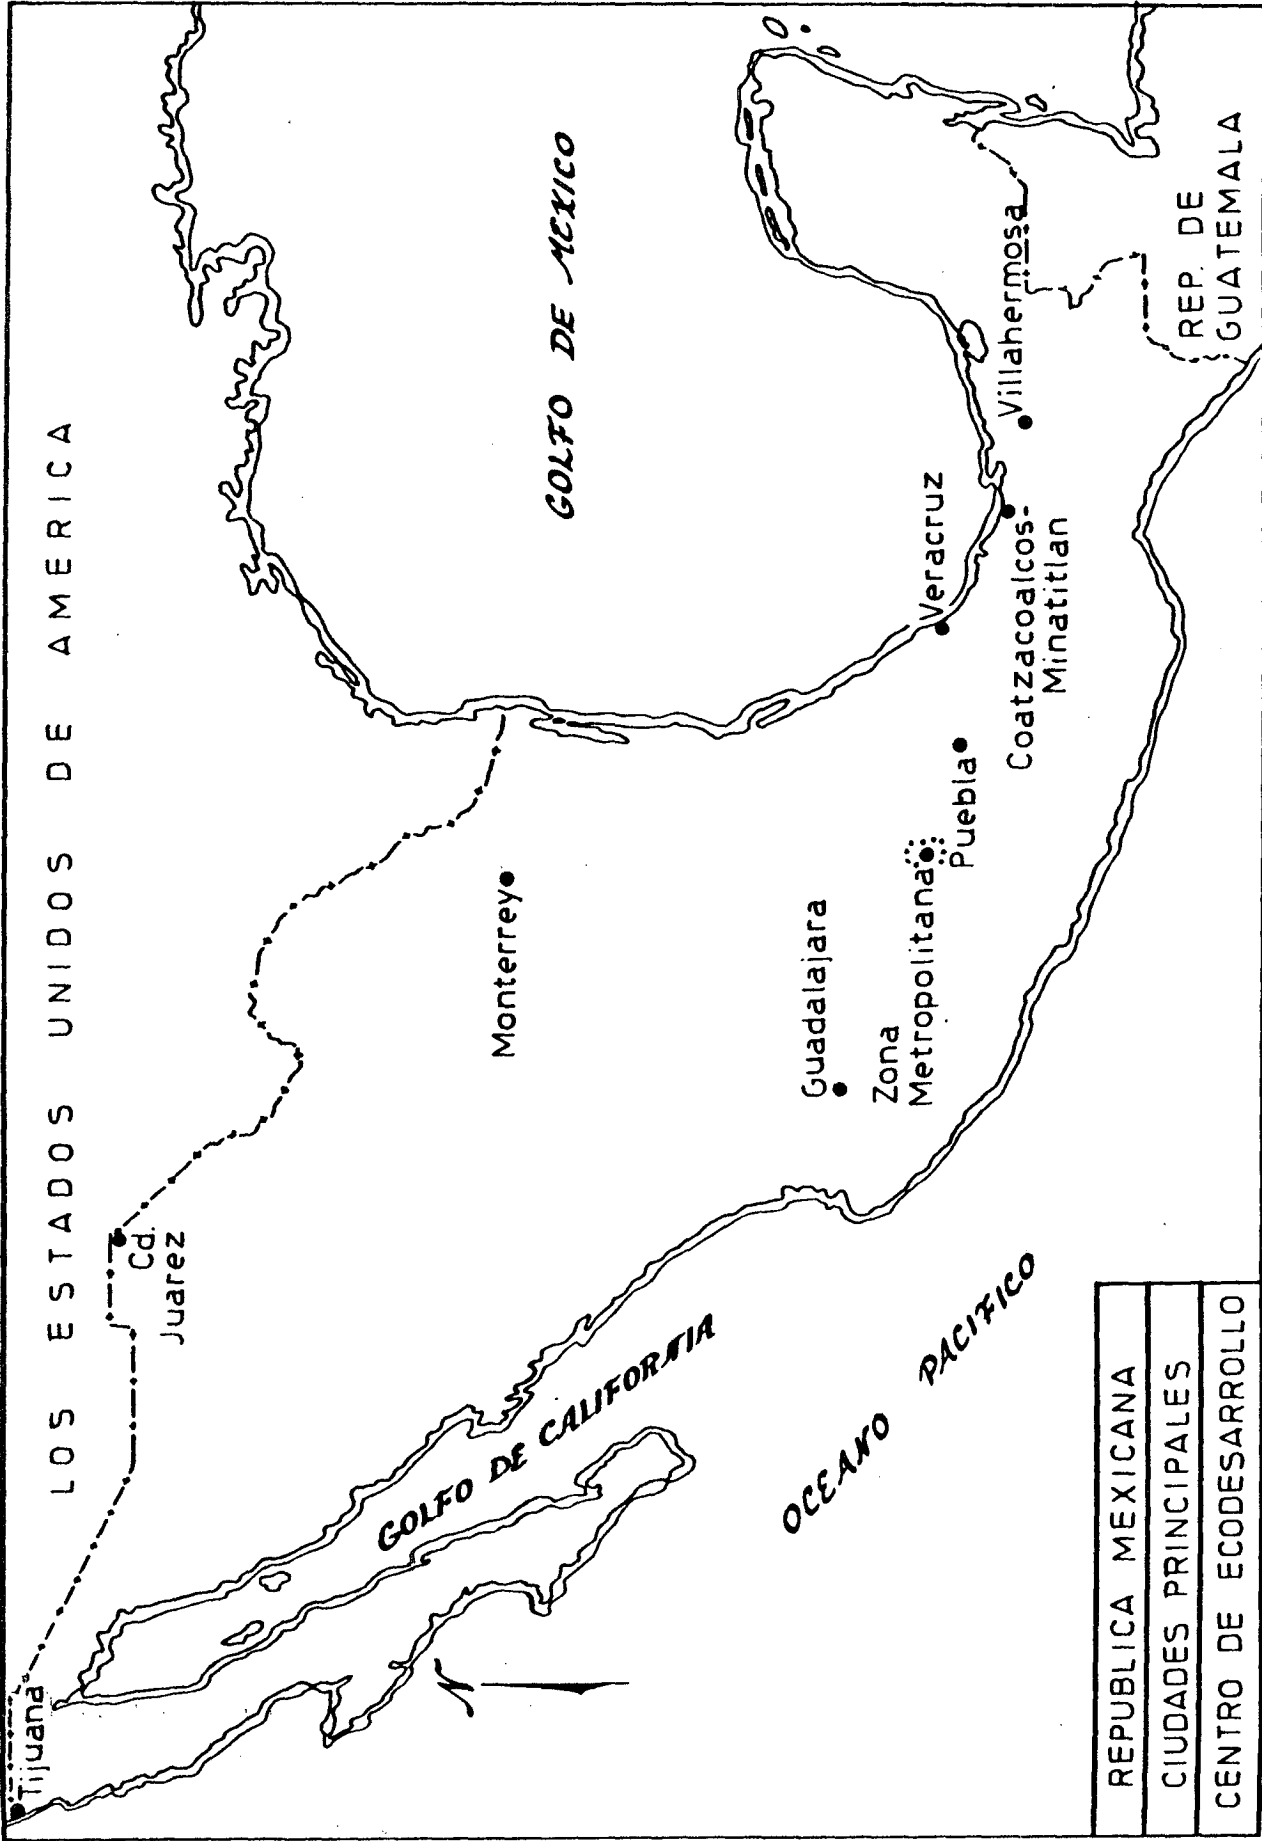 LOS ESTADOS UNIDOS DE AMERICA
Tijuana
Cd.
Juarez
Monterrey
GOLFO DE CALIFORNIA
GOLFO DE MEXICO
N
Guadalajara
Zona
Metropolitana
Puebla
Veracruz
Coatzacoalcos-
Minatitlan
Villahermosa
OCEANO PACIFICO
REP. DE
GUATEMALA
REPUBLICA MEXICANA
CIUDADES PRINCIPALES
CENTRO DE ECODESARROLLO